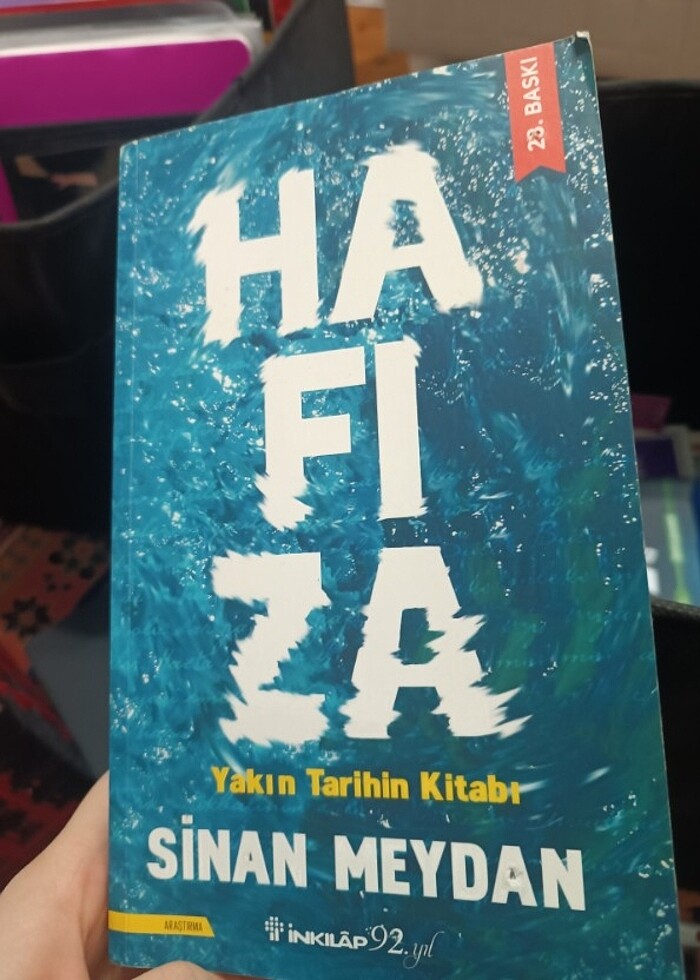 28. BASKI
HA
FI
ZA
Yakın Tarihin Kitabı
SİNAN MEYDAN
ARAŞTIRMA
İNKILÂP 92.yıl